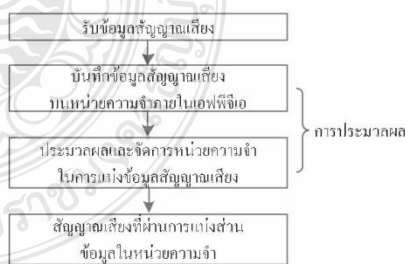 รับข้อมูลสัญญาณเสียง
บันทึกข้อมูลสัญญาณเสียง
บนหน่วยความจำภายในเอฟพีจีเอ
การประมวลผล
ประมวลผลและจัดการหน่วยความจำ
ในการแบ่งข้อมูลสัญญาณเสียง
สัญญาณเสียงที่ผ่านการแบ่งส่วน
ข้อมูลในหน่วยความจำ